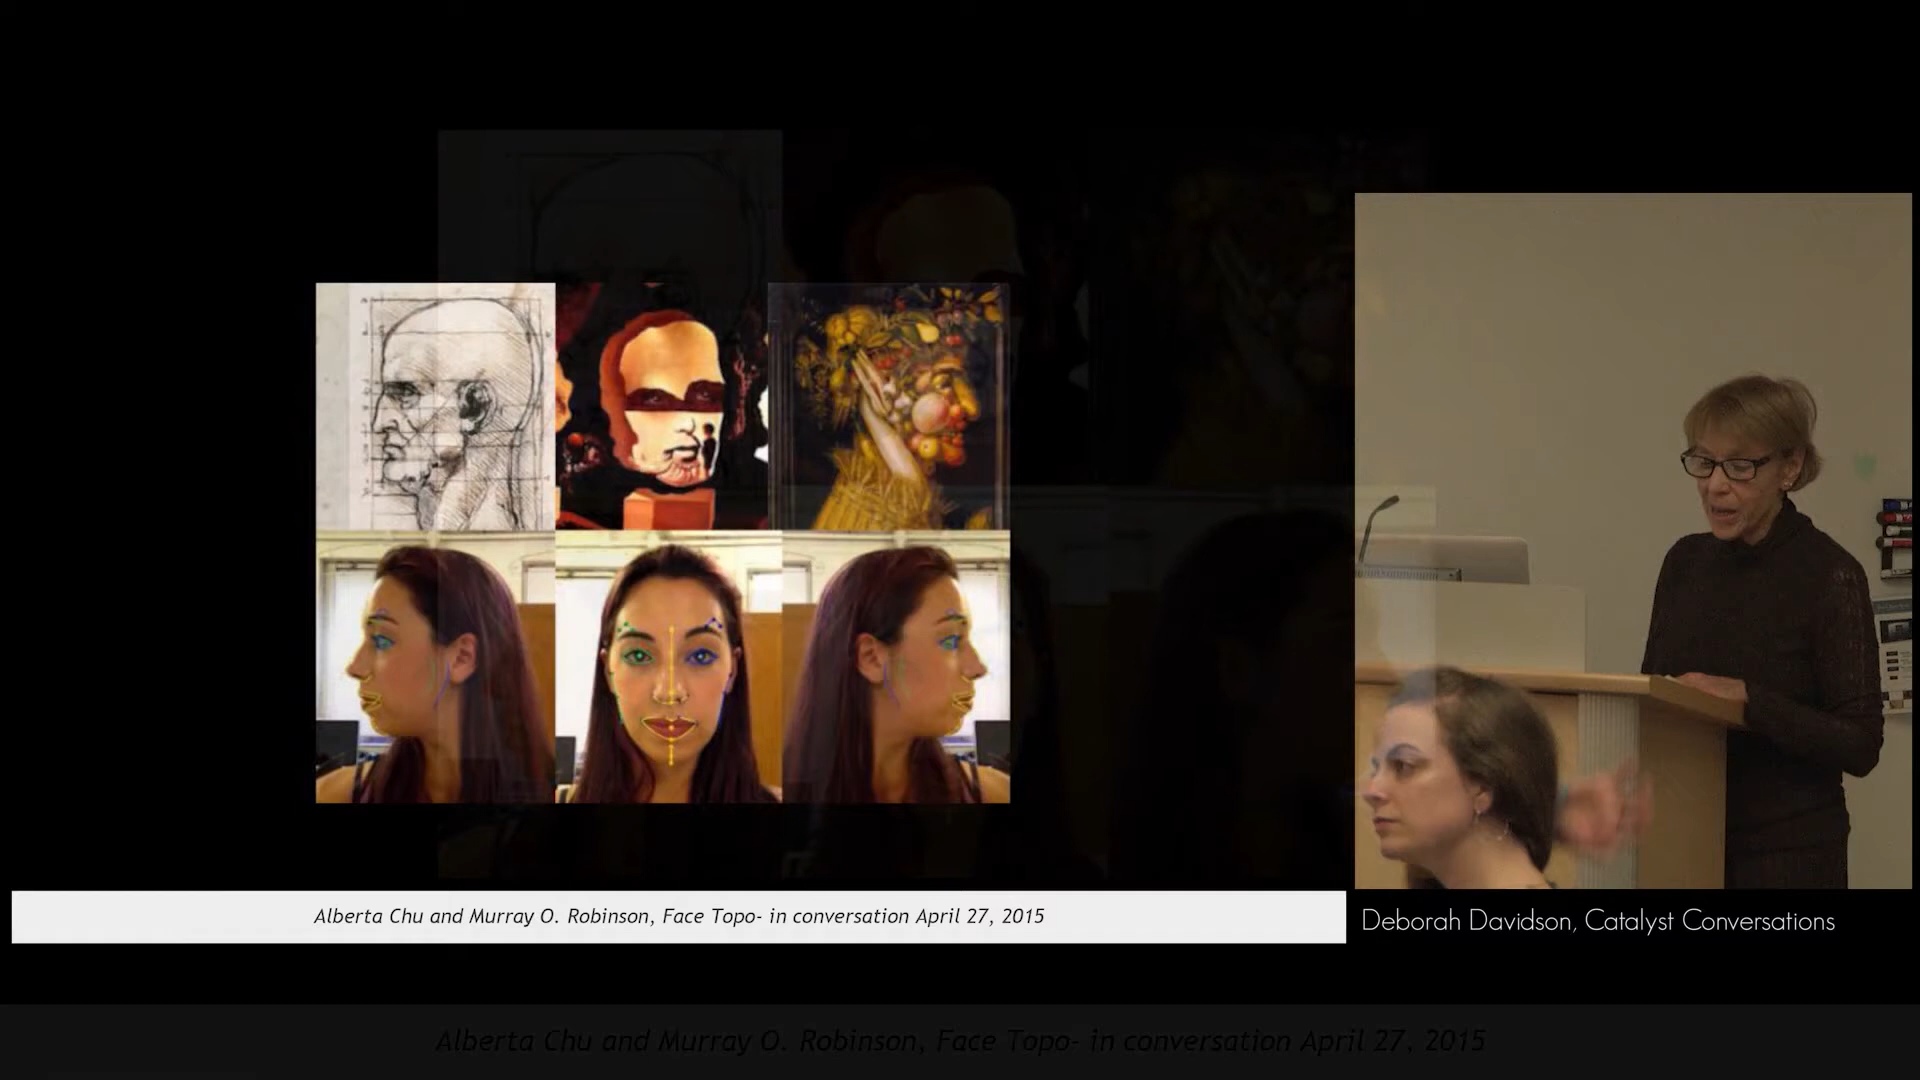 Alberta Chu and Murray O. Robinson, Face Topo- in conversation April 27, 2015
Deborah Davidson, Catalyst Conversations
Alberta Chu and Murray O. Robinson, Face Topo- in conversation April 27, 2015